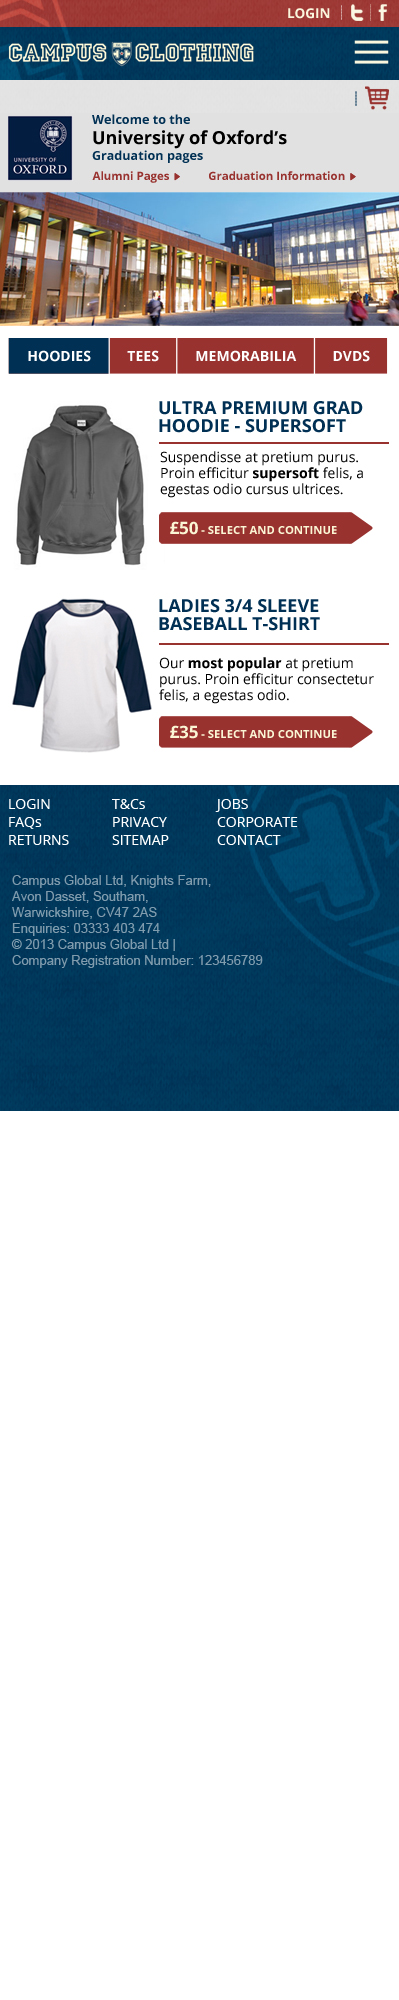 LOGIN
CAMPUS CLOTHING
Welcome to the
University of Oxford's
Graduation pages
UNIVERSITY OF
OXFORD
Alumni Pages
Graduation Information
HOODIES
TEES
MEMORABILIA
DVDS
ULTRA PREMIUM GRAD
HOODIE - SUPERSOFT
Suspendisse at pretium purus.
Proin efficitur supersoft felis, a
egestas odio cursus ultrices.
£50 - SELECT AND CONTINUE
LADIES 3/4 SLEEVE
BASEBALL T-SHIRT
Our most popular at pretium
purus. Proin efficitur consectetur
felis, a egestas odio.
£35 - SELECT AND CONTINUE
LOGIN T&Cs JOBS
FAQs PRIVACY CORPORATE
RETURNS SITEMAP CONTACT
Campus Global Ltd, Knights Farm,
Avon Dasset, Southam,
Warwickshire, CV47 2AS
Enquiries: 03333 403 474
© 2013 Campus Global Ltd |
Company Registration Number: 123456789